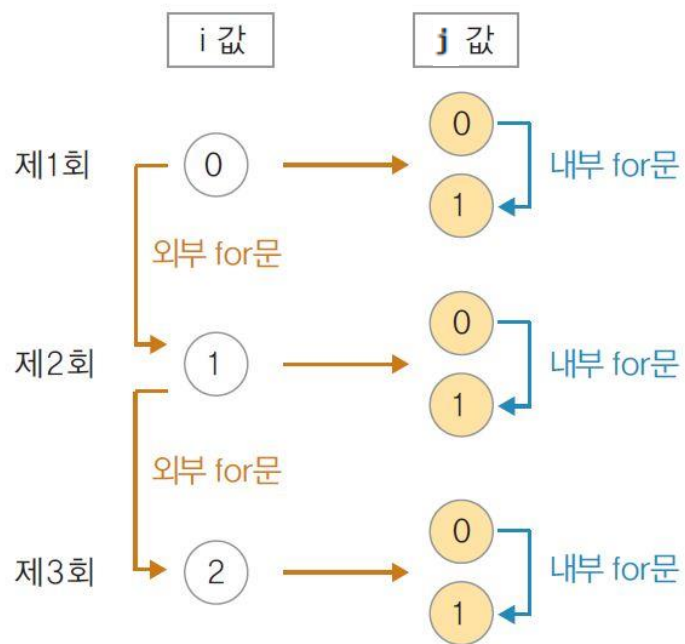 i 값 j 값
0
제1회 0 내부 for문
1
외부 for문
0
제2회 1 내부 for문
1
외부 for문
0
제3회 2 내부 for문
1